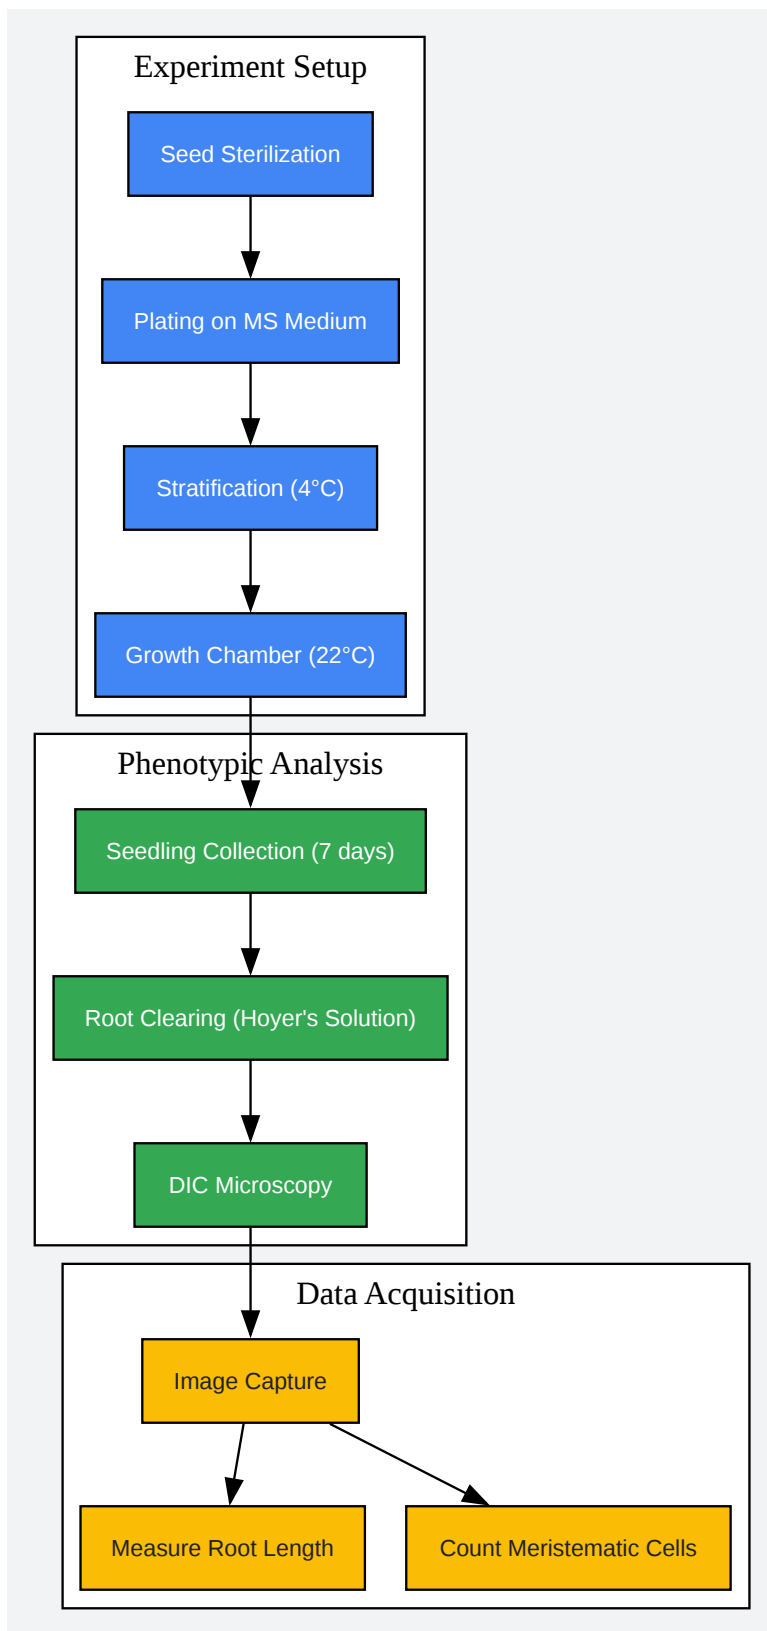 Experiment Setup
Seed Sterilization
Plating on MS Medium
Stratification (4°C)
Growth Chamber (22°C)
Phenotypic Analysis
Seedling Collection (7 days)
Root Clearing (Hoyer's Solution)
DIC Microscopy
Data Acquisition
Image Capture
Measure Root Length
Count Meristematic Cells